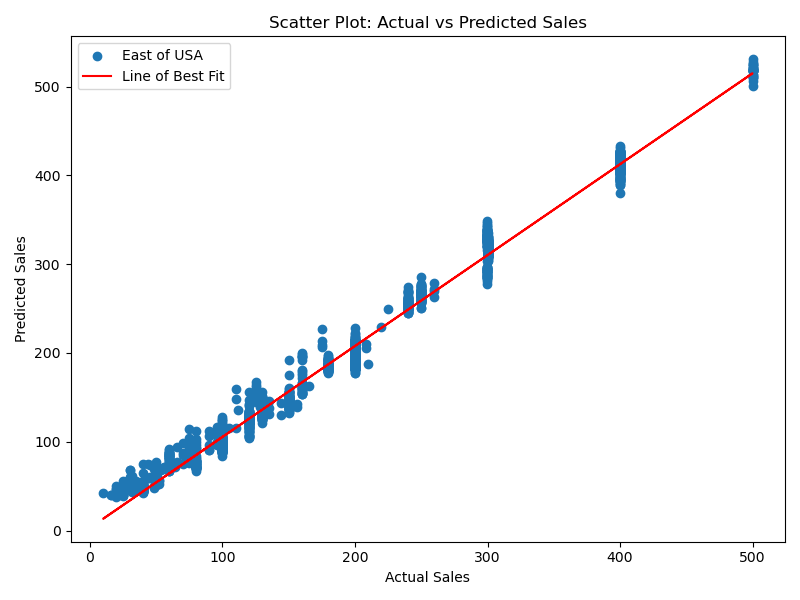 Scatter Plot: Actual vs Predicted Sales
East of USA
Line of Best Fit
Predicted Sales
500
400
300
200
100
0
0 100 200 300 400 500
Actual Sales